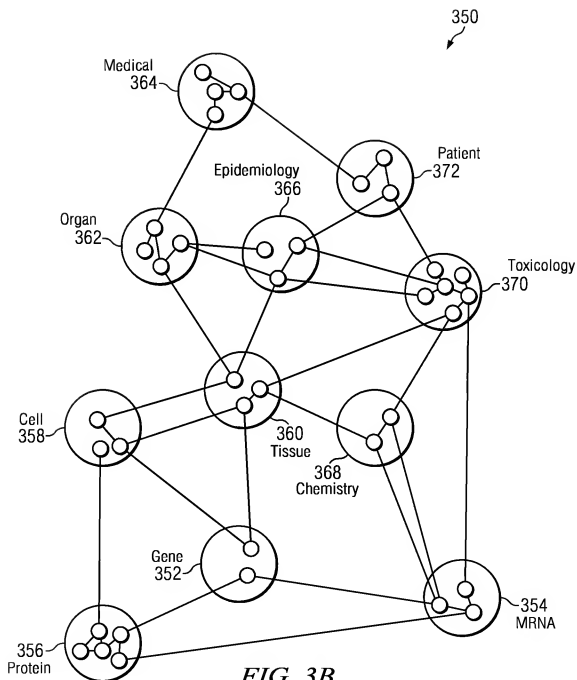 350
Medical
364
Patient
372
Epidemiology
366
Organ
362
Toxicology
370
Cell
358
360
Tissue
368
Chemistry
Gene
352
354
MRNA
356
Protein
FIG. 3B